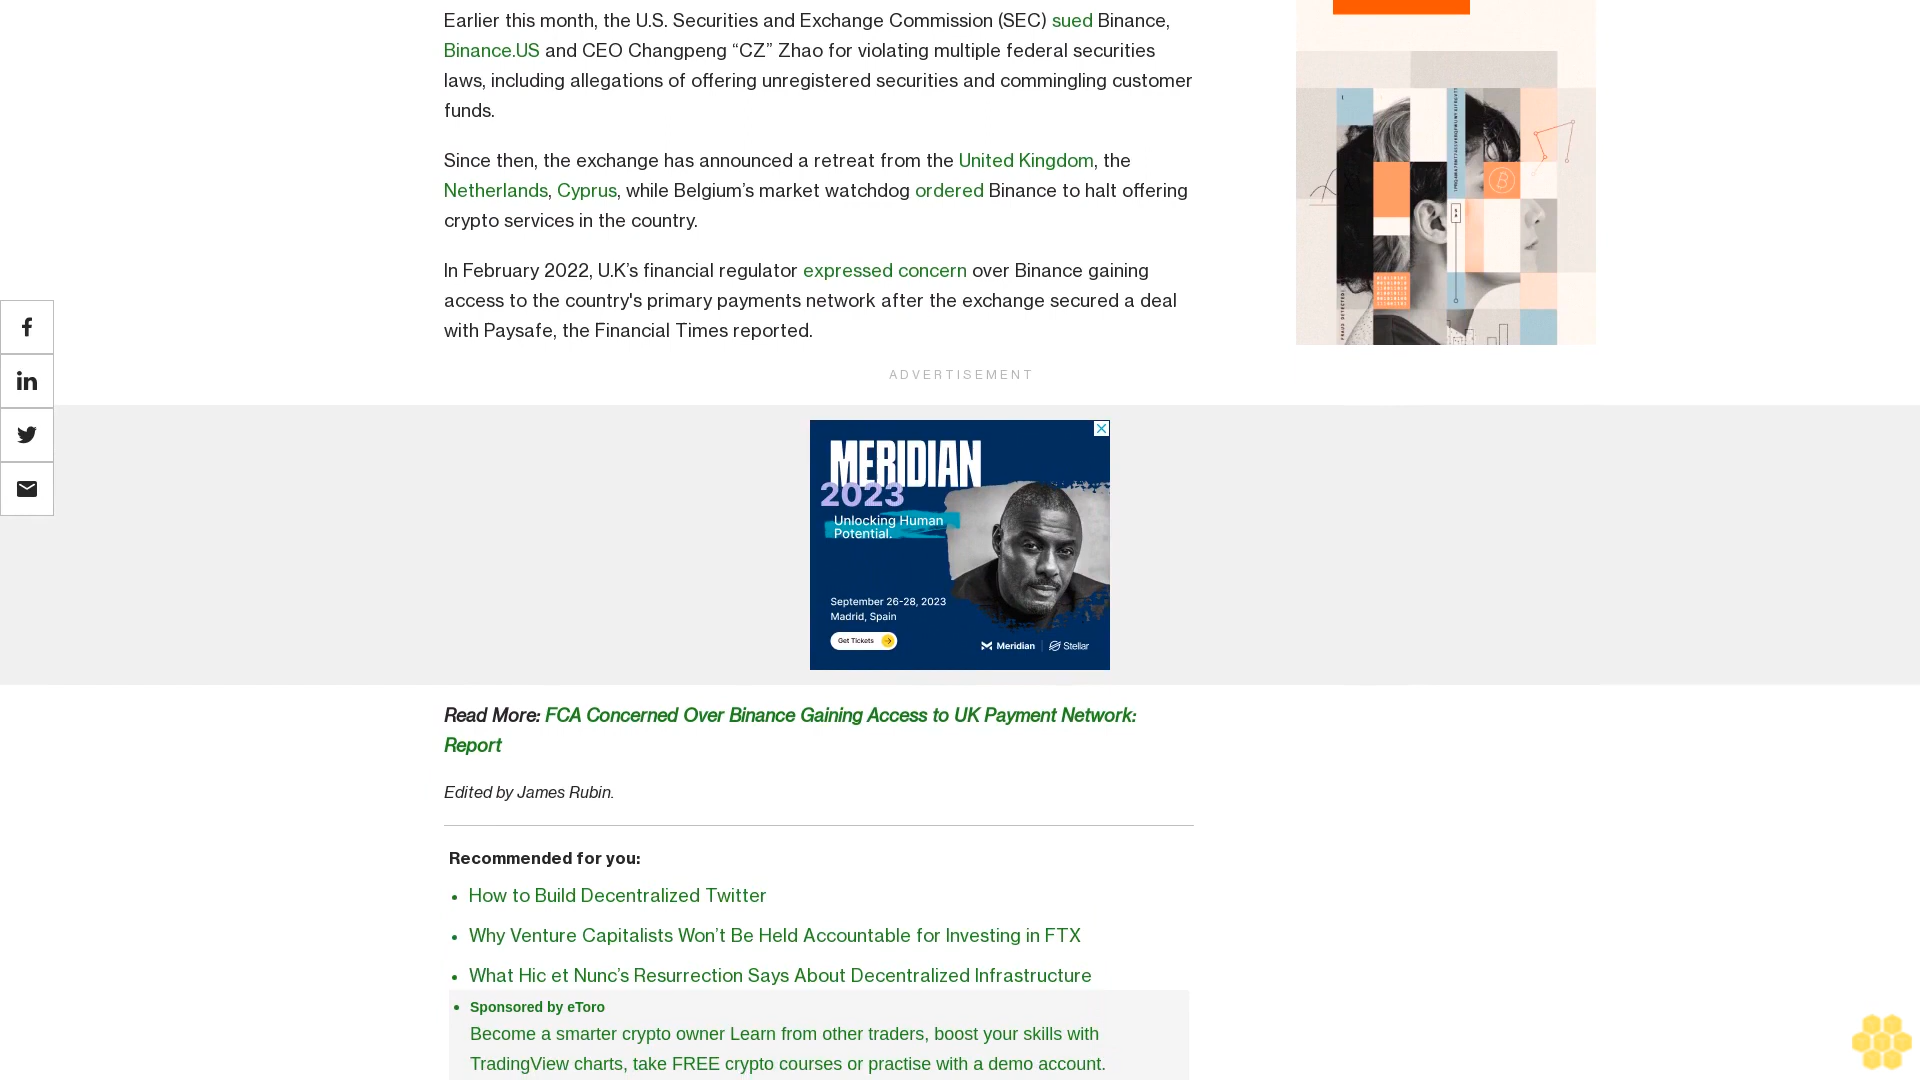 Earlier this month, the U.S. Securities and Exchange Commission (SEC) sued Binance,
Binance.US and CEO Changpeng “CZ” Zhao for violating multiple federal securities
laws, including allegations of offering unregistered securities and commingling customer
funds.
Since then, the exchange has announced a retreat from the United Kingdom, the
Netherlands, Cyprus, while Belgium’s market watchdog ordered Binance to halt offering
crypto services in the country.
In February 2022, U.K’s financial regulator expressed concern over Binance gaining
access to the country's primary payments network after the exchange secured a deal
with Paysafe, the Financial Times reported.
ADVERTISEMENT
MERIDIAN
2023
Unlocking Human
Potential.
September 26-28, 2023
Madrid, Spain
Get Tickets
Meridian | Stellar
Read More: FCA Concerned Over Binance Gaining Access to UK Payment Network:
Report
Edited by James Rubin.
Recommended for you:
• How to Build Decentralized Twitter
• Why Venture Capitalists Won’t Be Held Accountable for Investing in FTX
• What Hic et Nunc’s Resurrection Says About Decentralized Infrastructure
• Sponsored by eToro
Become a smarter crypto owner Learn from other traders, boost your skills with
TradingView charts, take FREE crypto courses or practise with a demo account.